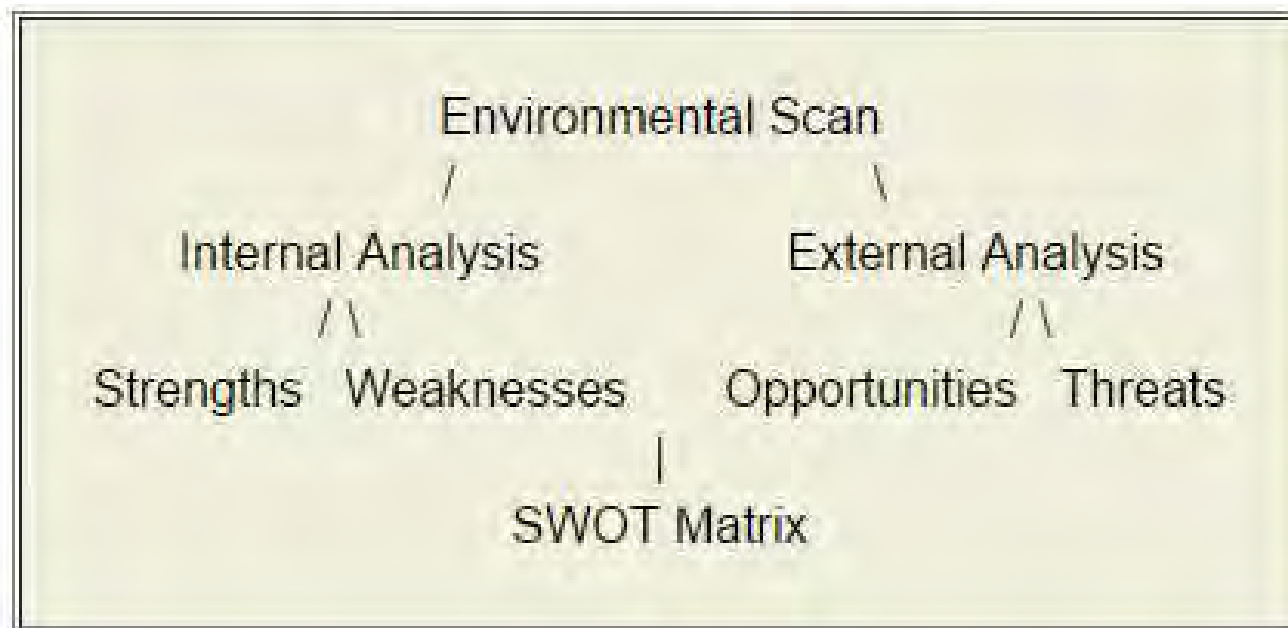 Environmental Scan
/ \
Internal Analysis External Analysis
/ \ / \
Strengths Weaknesses Opportunities Threats
|
SWOT Matrix